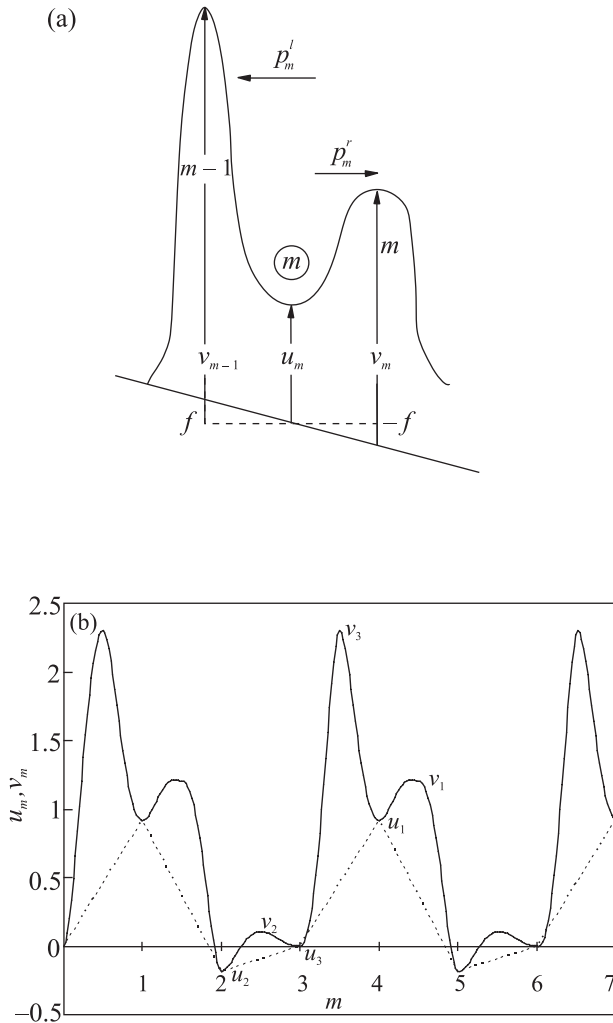 (a)
p_m^l
p_m^r
m – 1
m
m
v_{m – 1} u_m v_m
f – f
2.5
(b)
v_3
2
1.5
v_1
u_m, v_m
1
u_1
0.5
v_2
0
u_3
u_2
1 2 3 4 5 6 7
m
–0.5